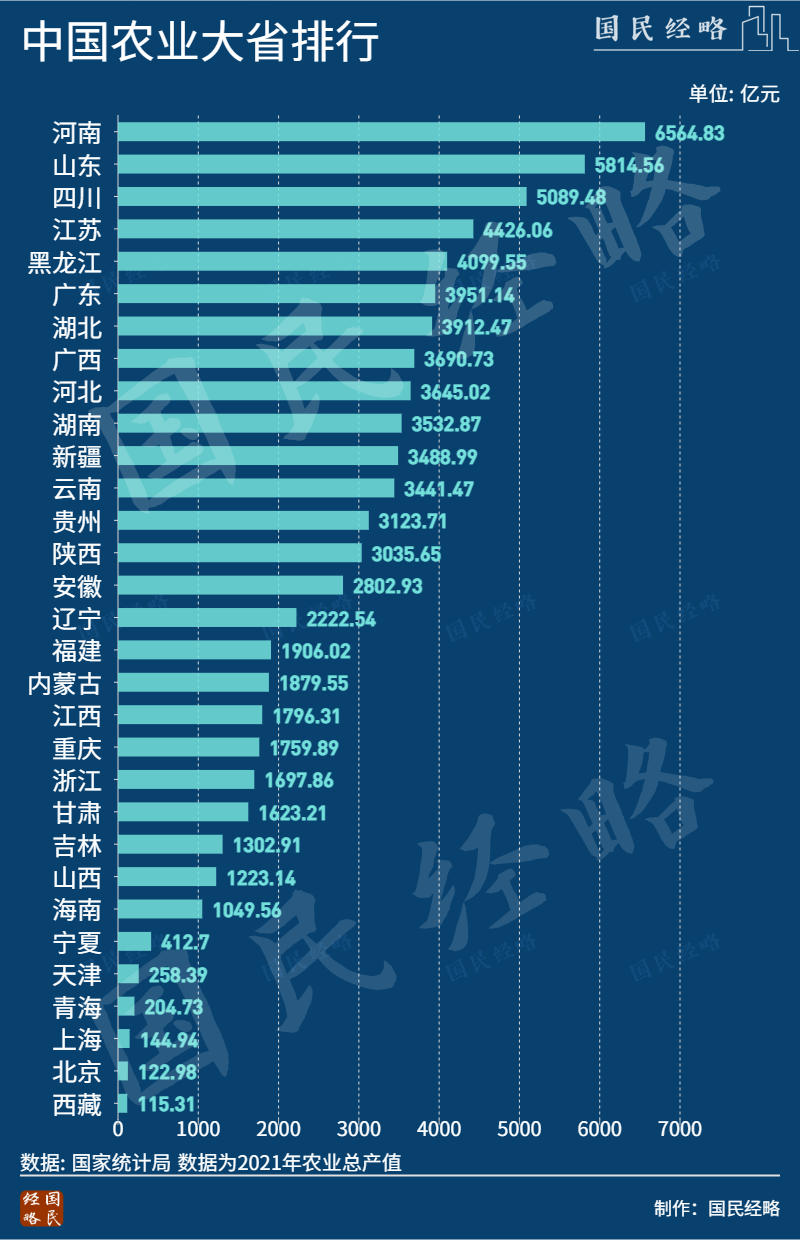 中国农业大省排行
国民经略
单位: 亿元
河南 6564.83
山东 5814.56
四川 5089.48
江苏 4426.06
黑龙江 4099.55
广东 3951.14
湖北 3912.47
广西 3690.73
河北 3645.02
湖南 3532.87
新疆 3488.99
云南 3441.47
贵州 3123.71
陕西 3035.65
安徽 2802.93
辽宁 2222.54
福建 1906.02
内蒙古 1879.55
江西 1796.31
重庆 1759.89
浙江 1697.86
甘肃 1623.21
吉林 1302.91
山西 1223.14
海南 1049.56
宁夏 412.7
天津 258.39
青海 204.73
上海 144.94
北京 122.98
西藏 115.31
0 1000 2000 3000 4000 5000 6000 7000
数据: 国家统计局 数据为2021年农业总产值
国民经略
制作：国民经略